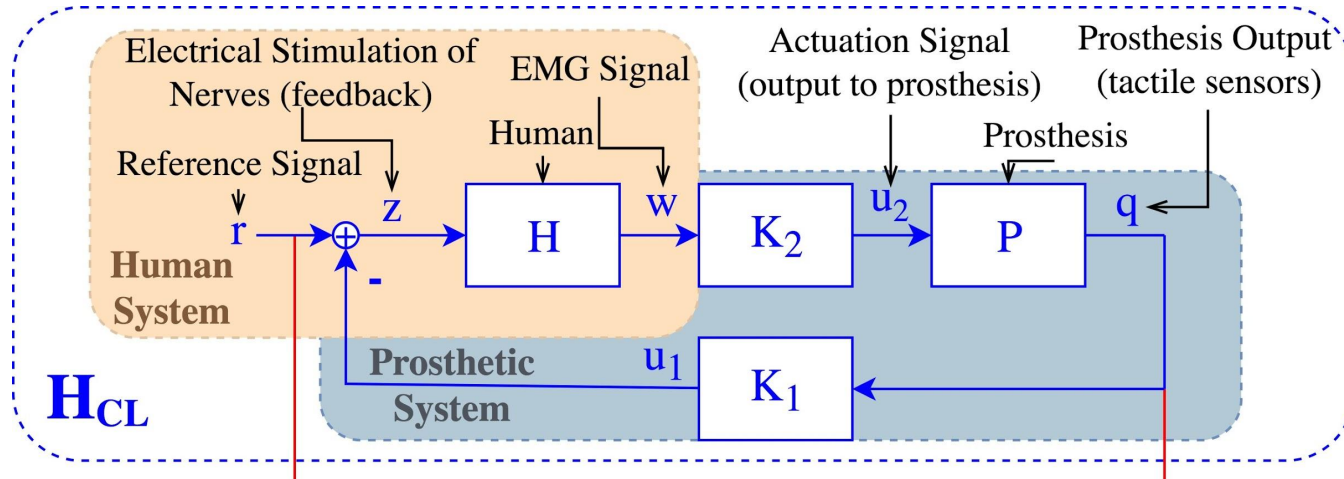 Electrical Stimulation of
Nerves (feedback)
EMG Signal
Actuation Signal
(output to prosthesis)
Prosthesis Output
(tactile sensors)
Reference Signal
Human
Prosthesis
r
+
-
z
H
w
K2
u2
P
q
Human
System
Prosthetic
System
u1
K1
HCL